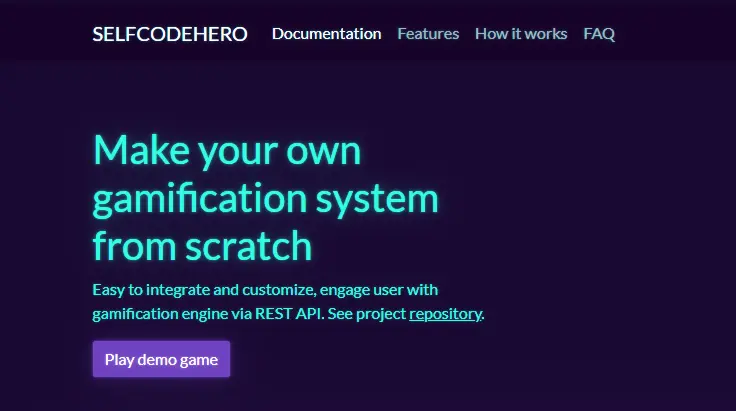 SELFCODEHERO Documentation Features How it works FAQ
Make your own
gamification system
from scratch
Easy to integrate and customize, engage user with
gamification engine via REST API. See project repository.
Play demo game